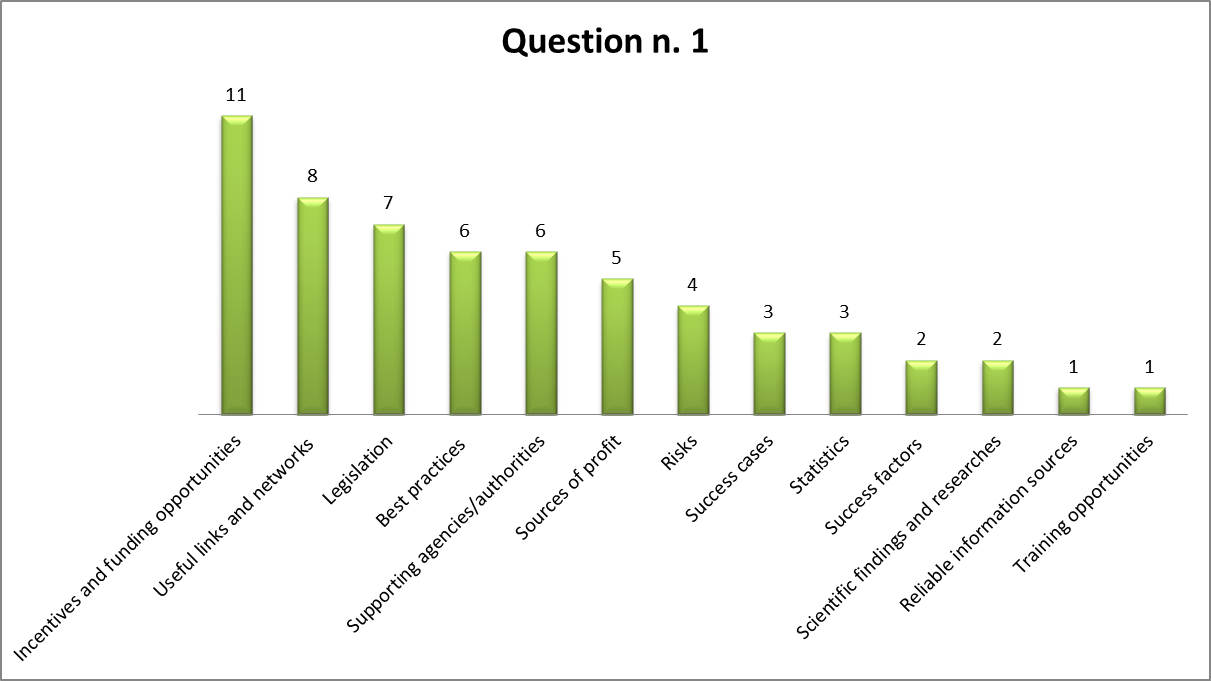 Question n. 1
11
8
7
6
6
5
4
3
3
2
2
1
1
Incentives and funding opportunities
Useful links and networks
Legislation
Best practices
Supporting agencies/authorities
Sources of profit
Risks
Success cases
Statistics
Success factors
Scientific findings and researches
Reliable information sources
Training opportunities